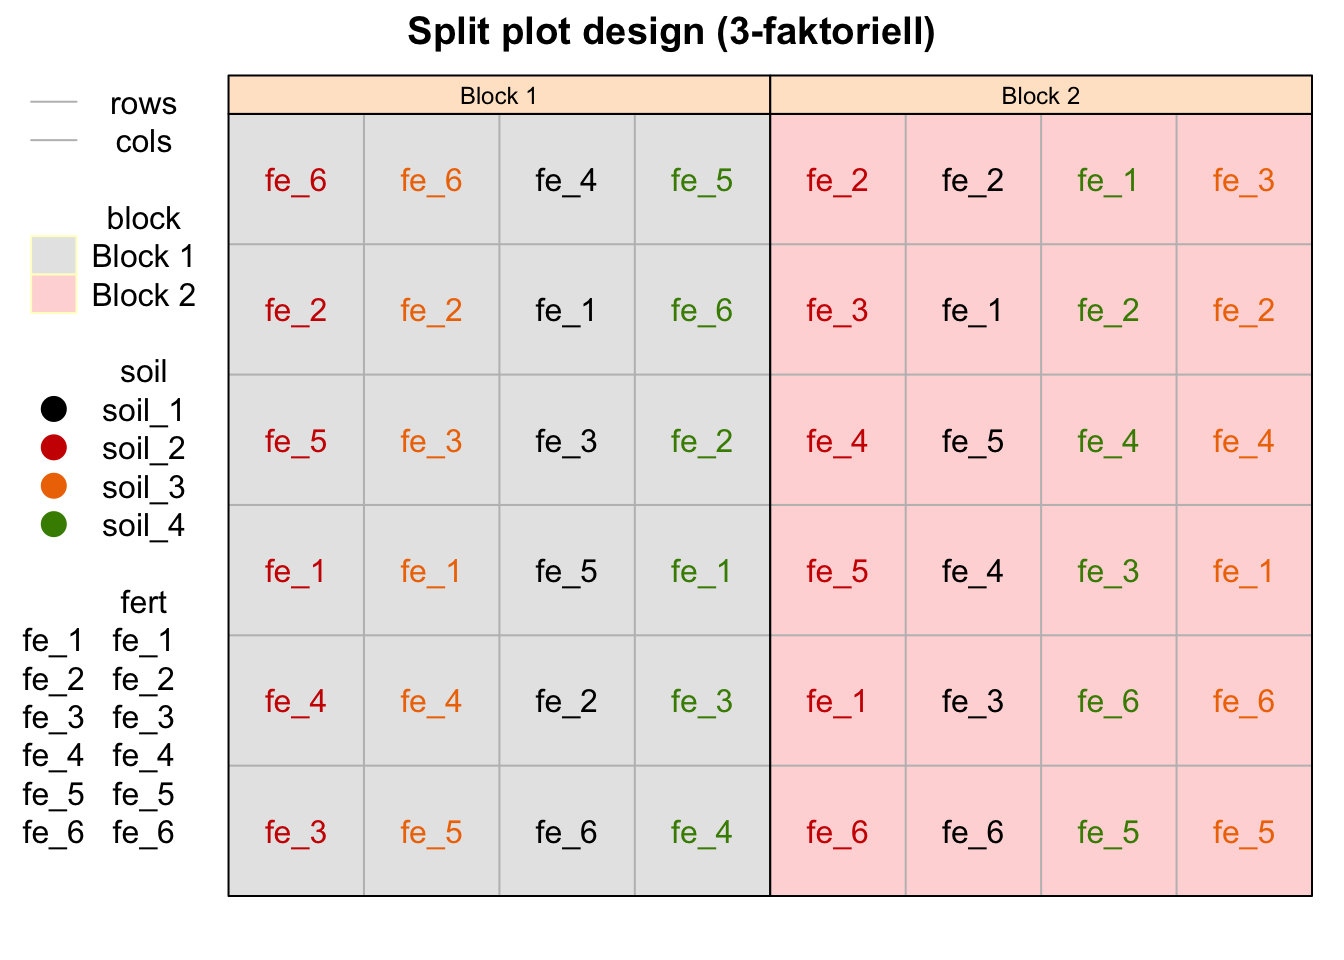 Split plot design (3-faktoriell)
rows
cols
block
Block 1
Block 2
soil
soil_1
soil_2
soil_3
soil_4
fert
fe_1 fe_1
fe_2 fe_2
fe_3 fe_3
fe_4 fe_4
fe_5 fe_5
fe_6 fe_6
Block 1 Block 2
fe_6 fe_6 fe_4 fe_5 fe_2 fe_2 fe_1 fe_3
fe_2 fe_2 fe_1 fe_6 fe_3 fe_1 fe_2 fe_2
fe_5 fe_3 fe_3 fe_2 fe_4 fe_5 fe_4 fe_4
fe_1 fe_1 fe_5 fe_1 fe_5 fe_4 fe_3 fe_1
fe_4 fe_4 fe_2 fe_3 fe_1 fe_3 fe_6 fe_6
fe_3 fe_5 fe_6 fe_4 fe_6 fe_6 fe_5 fe_5